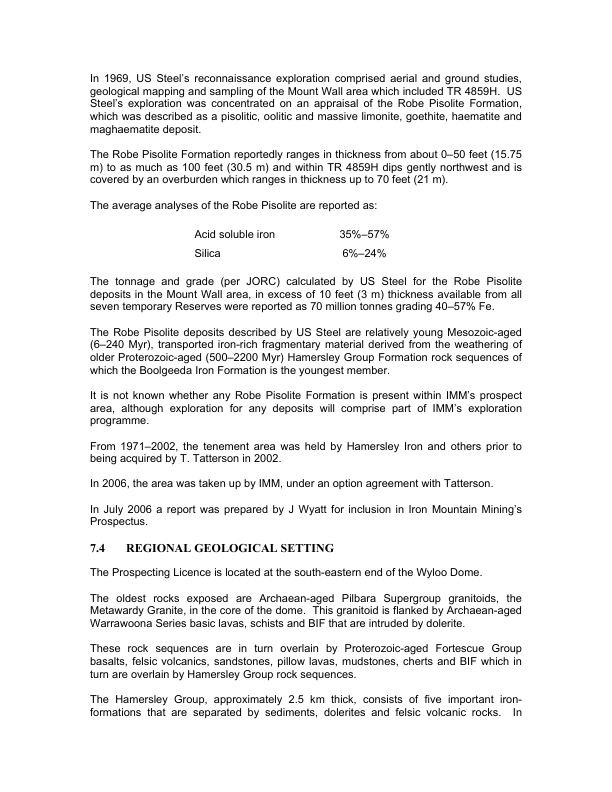 In 1969, US Steel's reconnaissance exploration comprised aerial and ground studies,
geological mapping and sampling of the Mount Wall area which included TR 4859H.  US
Steel's exploration was concentrated on an appraisal of the Robe Pisolite Formation,
which was described as a pisolitic, oolitic and massive limonite, goethite, haematite and
maghaematite deposit.
The Robe Pisolite Formation reportedly ranges in thickness from about 0–50 feet (15.75
m) to as much as 100 feet (30.5 m) and within TR 4859H dips gently northwest and is
covered by an overburden which ranges in thickness up to 70 feet (21 m).
The average analyses of the Robe Pisolite are reported as:
Acid soluble iron 35%–57%
Silica 6%–24%
The tonnage and grade (per JORC) calculated by US Steel for the Robe Pisolite
deposits in the Mount Wall area, in excess of 10 feet (3 m) thickness available from all
seven temporary Reserves were reported as 70 million tonnes grading 40–57% Fe.
The Robe Pisolite deposits described by US Steel are relatively young Mesozoic-aged
(6–240 Myr), transported iron-rich fragmentary material derived from the weathering of
older Proterozoic-aged (500–2200 Myr) Hamersley Group Formation rock sequences of
which the Boolgeeda Iron Formation is the youngest member.
It is not known whether any Robe Pisolite Formation is present within IMM's prospect
area, although exploration for any deposits will comprise part of IMM's exploration
programme.
From 1971–2002, the tenement area was held by Hamersley Iron and others prior to
being acquired by T. Tatterson in 2002.
In 2006, the area was taken up by IMM, under an option agreement with Tatterson.
In July 2006 a report was prepared by J Wyatt for inclusion in Iron Mountain Mining's
Prospectus.
7.4 REGIONAL GEOLOGICAL SETTING
The Prospecting Licence is located at the south-eastern end of the Wyloo Dome.
The oldest rocks exposed are Archaean-aged Pilbara Supergroup granitoids, the
Metawardy Granite, in the core of the dome.  This granitoid is flanked by Archaean-aged
Warrawoona Series basic lavas, schists and BIF that are intruded by dolerite.
These rock sequences are in turn overlain by Proterozoic-aged Fortescue Group
basalts, felsic volcanics, sandstones, pillow lavas, mudstones, cherts and BIF which in
turn are overlain by Hamersley Group rock sequences.
The Hamersley Group, approximately 2.5 km thick, consists of five important iron-
formations that are separated by sediments, dolerites and felsic volcanic rocks.  In